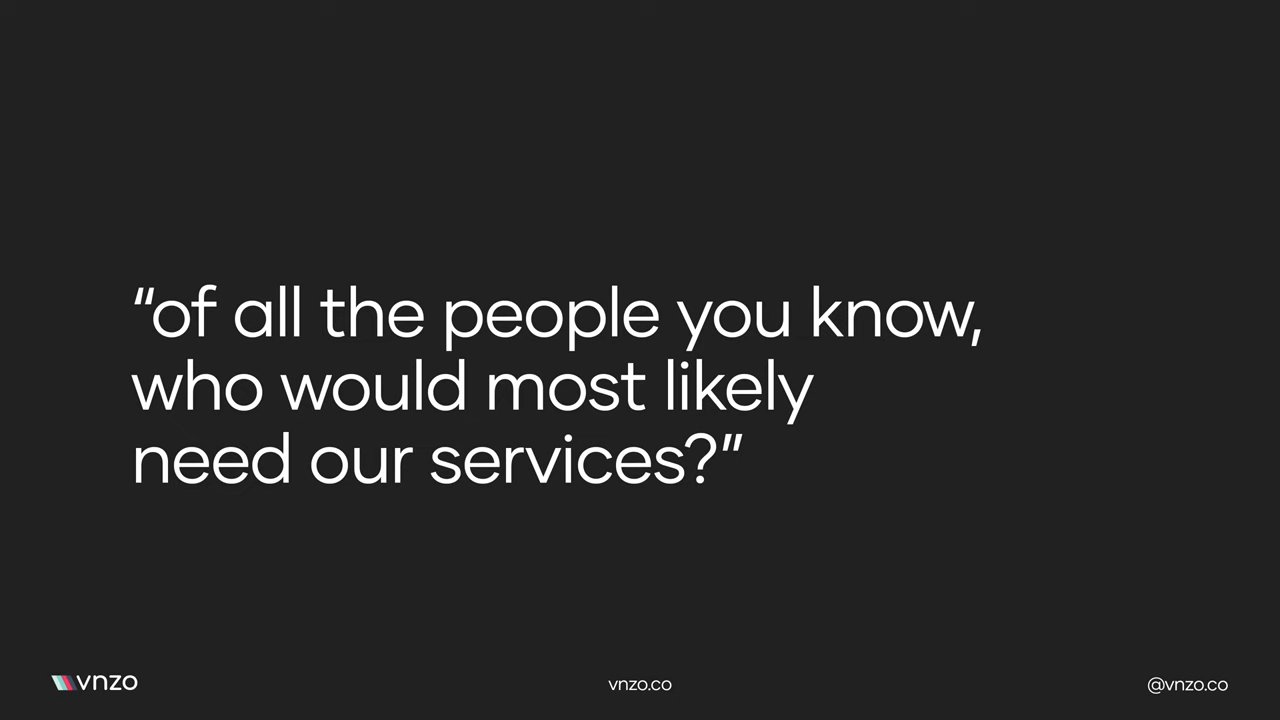 “of all the people you know,
who would most likely
need our services?”
vnzo
vnzo.co
@vnzo.co